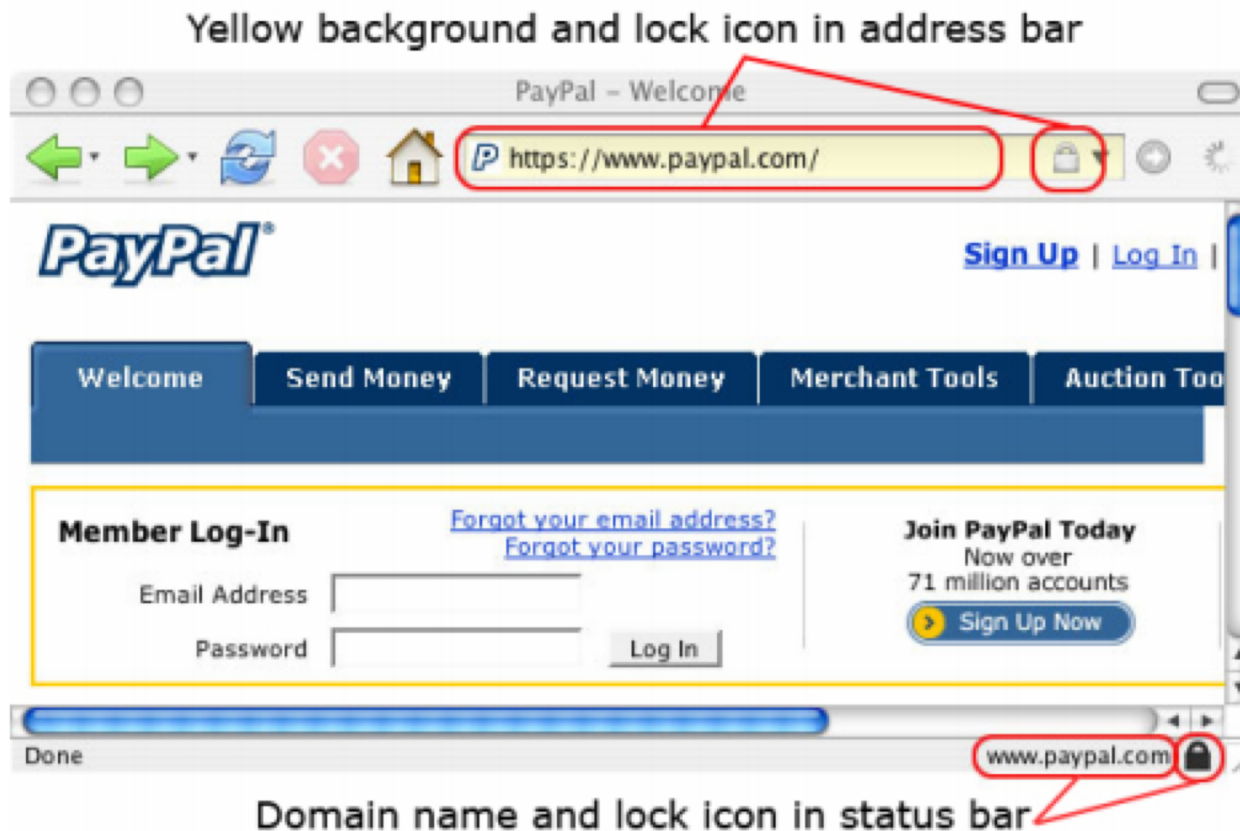 Yellow background and lock icon in address bar
PayPal – Welcome
https://www.paypal.com/
PayPal®
Sign Up | Log In |
Welcome Send Money Request Money Merchant Tools Auction Too
Member Log-In
Forgot your email address?
Forgot your password?
Email Address
Password
Log In
Join PayPal Today
Now over
71 million accounts
Sign Up Now
Done
www.paypal.com
Domain name and lock icon in status bar